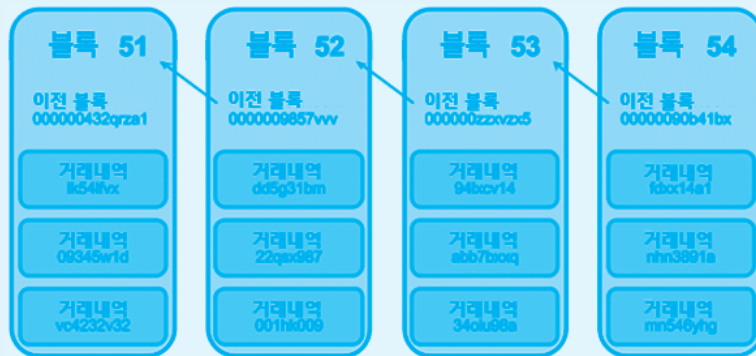 블록 51
이전 블록
000000432qrza1
거래내역
lk54lfvx
거래내역
09345w1d
거래내역
vc4232v32
블록 52
이전 블록
0000009857vvv
거래내역
dd5g31bm
거래내역
22qsx987
거래내역
001hk009
블록 53
이전 블록
000000zzxvzx5
거래내역
94bxcv14
거래내역
abb7bxxq
거래내역
34oiu98a
블록 54
이전 블록
00000090b41bx
거래내역
fdxx14a1
거래내역
nhn3891a
거래내역
mn546yhg